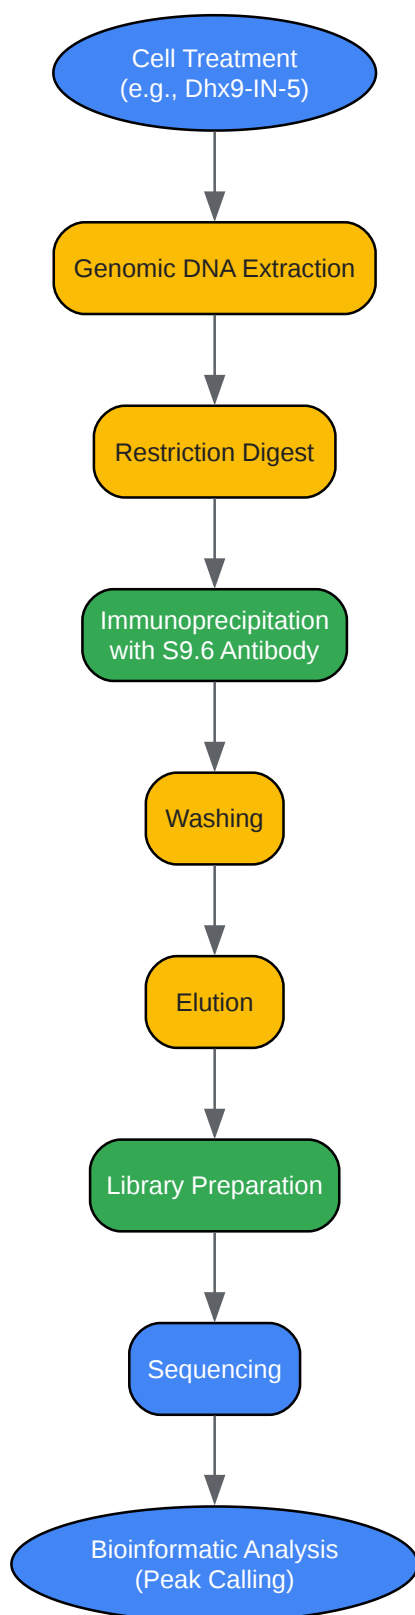 Cell Treatment
(e.g., Dhx9-IN-5)
Genomic DNA Extraction
Restriction Digest
Immunoprecipitation
with S9.6 Antibody
Washing
Elution
Library Preparation
Sequencing
Bioinformatic Analysis
(Peak Calling)